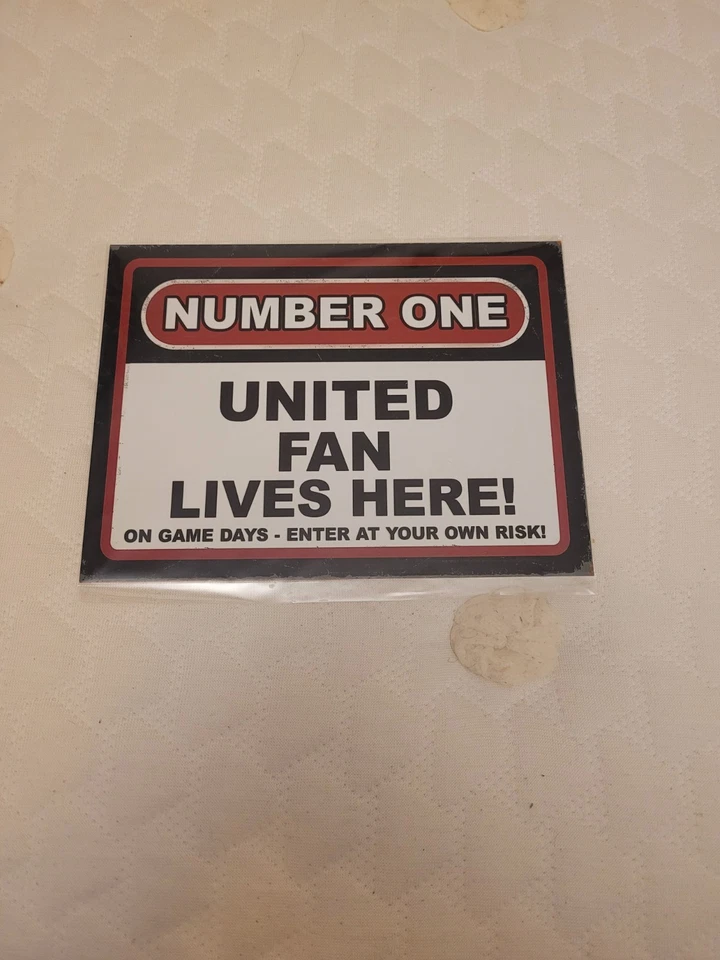 NUMBER ONE
UNITED
FAN
LIVES HERE!
ON GAME DAYS - ENTER AT YOUR OWN RISK!